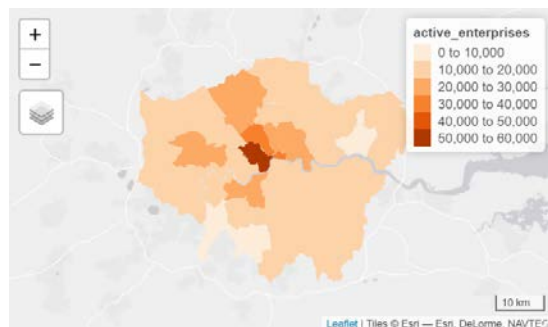 +
−
active_enterprises
0 to 10,000
10,000 to 20,000
20,000 to 30,000
30,000 to 40,000
40,000 to 50,000
50,000 to 60,000
10 km
Leaflet | Tiles © Esri — Esri, DeLorme, NAVTEQ